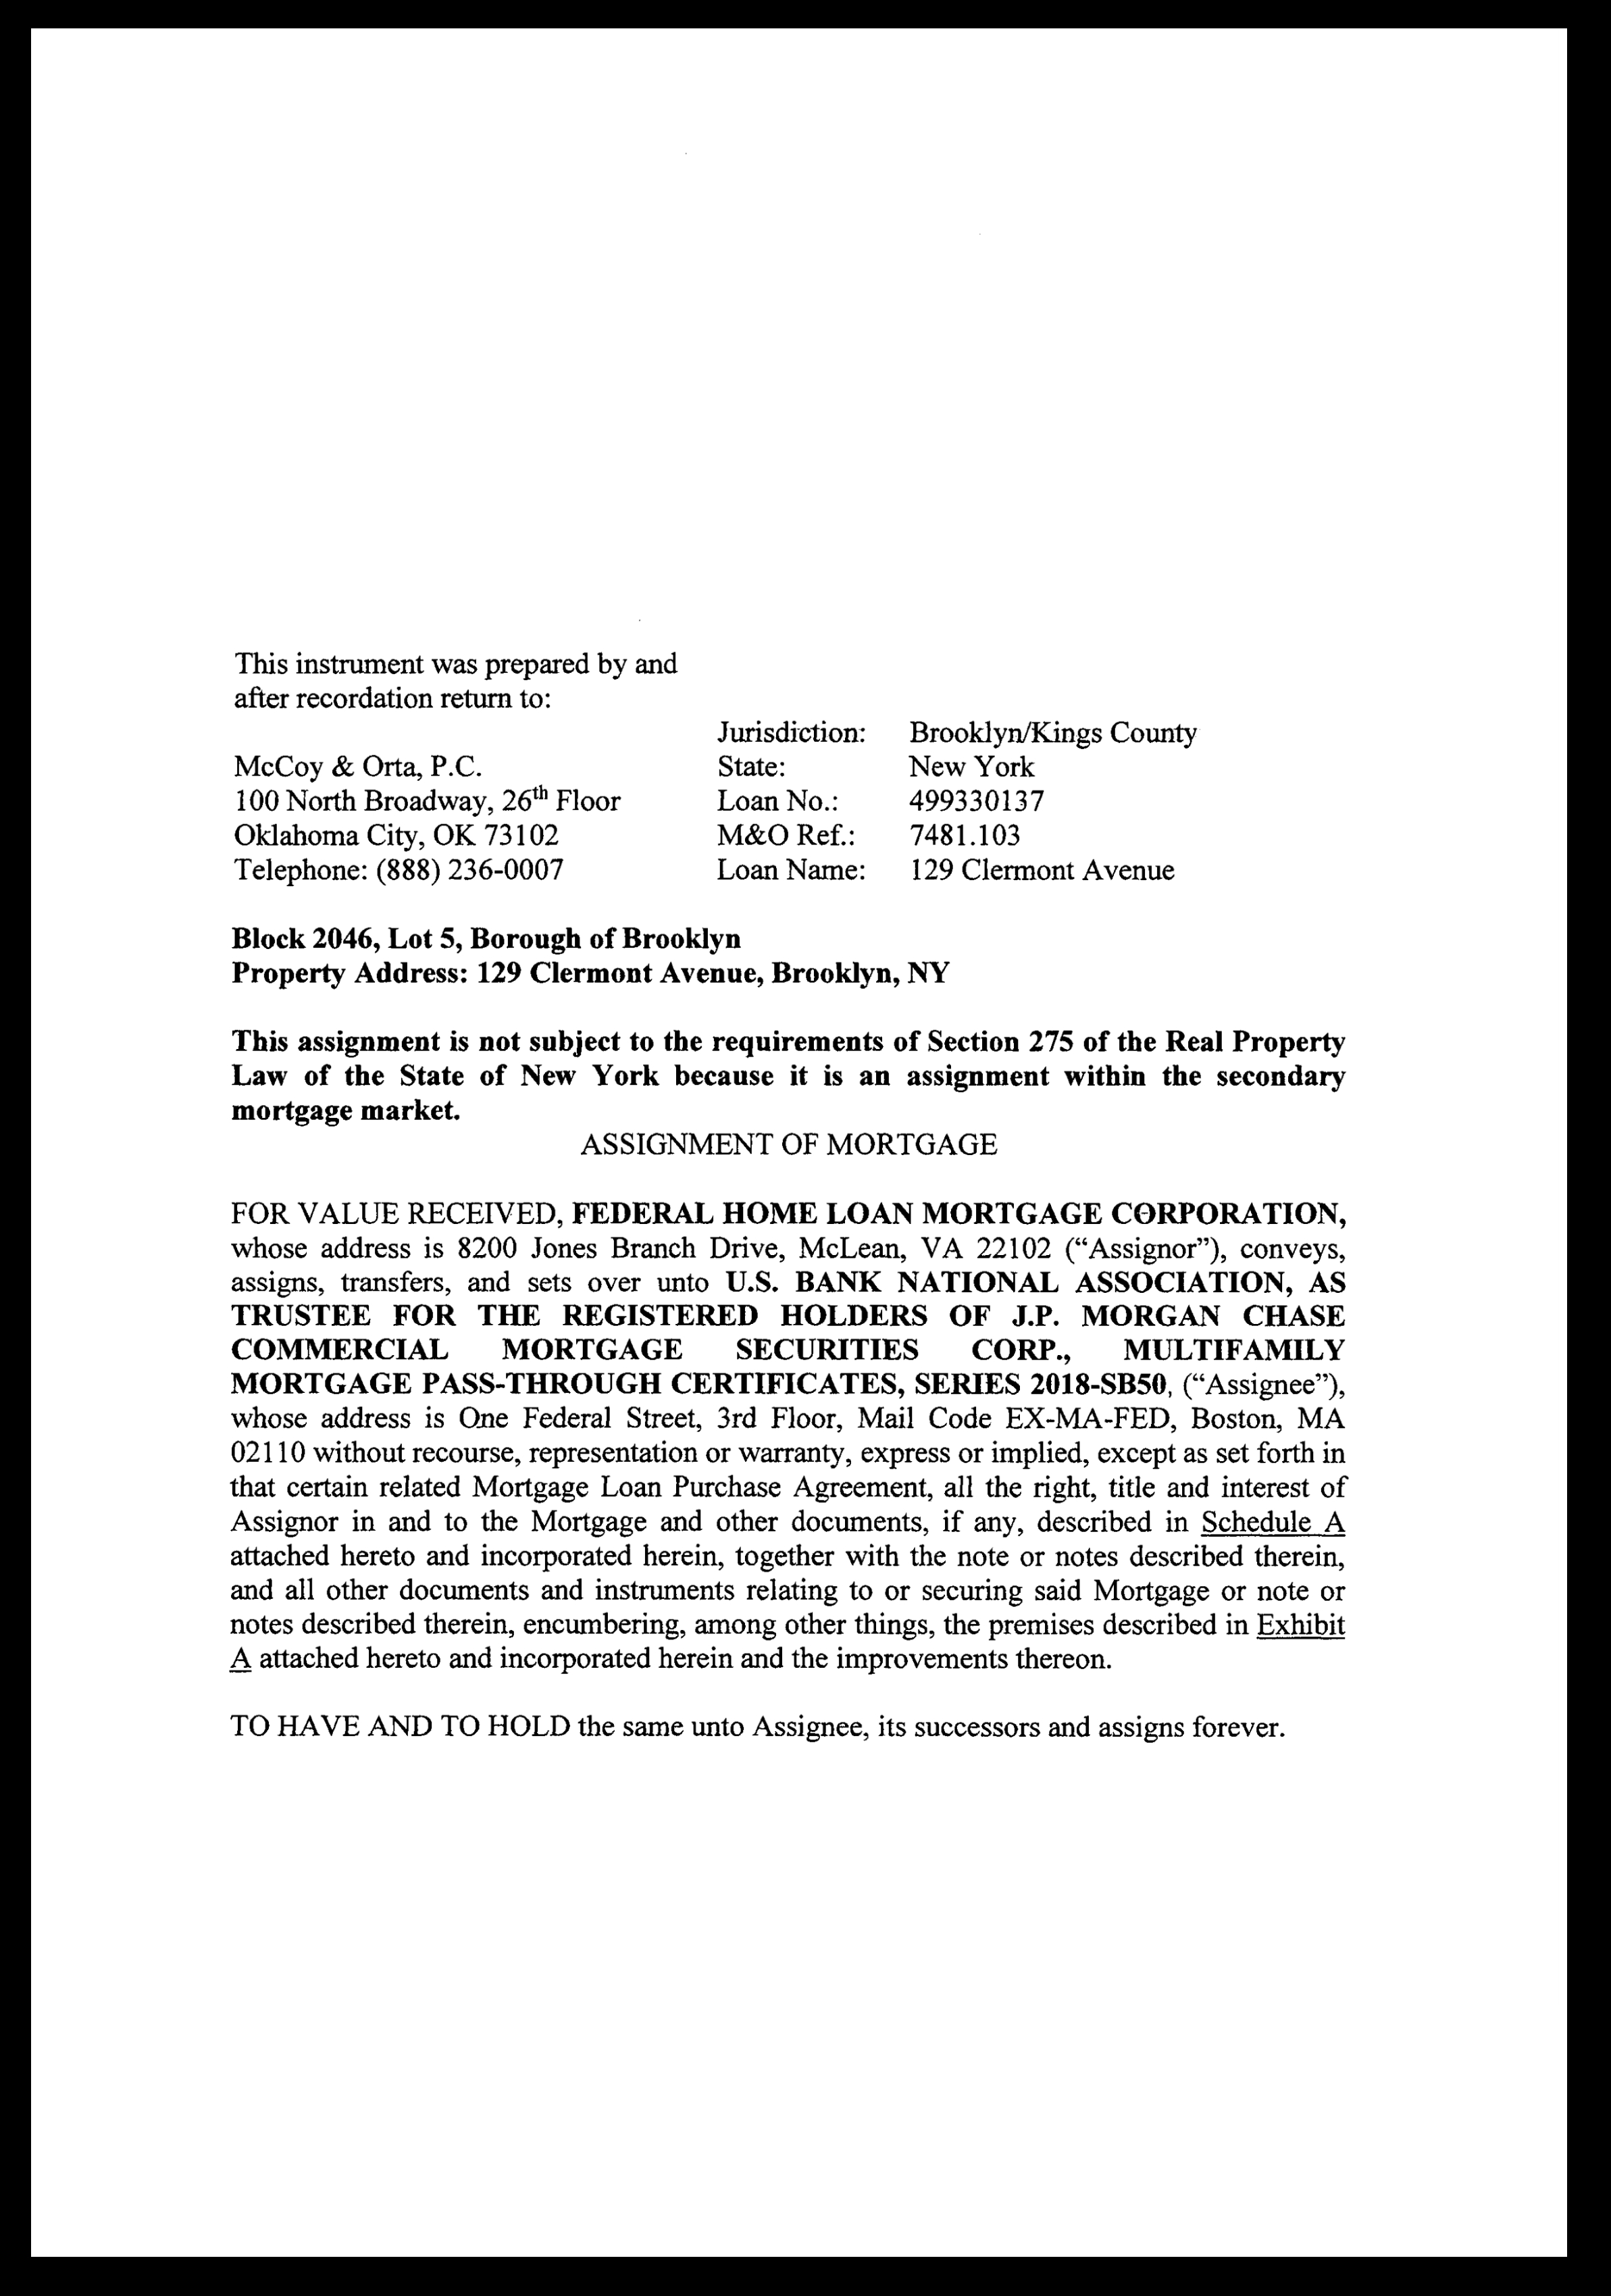 This instrument was prepared by and
after recordation return to:
Jurisdiction: Brooklyn/Kings County
McCoy & Orta, P.C. State: New York
100 North Broadway, 26th Floor Loan No.: 499330137
Oklahoma City, OK 73102 M&O Ref.: 7481.103
Telephone: (888) 236-0007 Loan Name: 129 Clermont Avenue
Block 2046, Lot 5, Borough of Brooklyn
Property Address: 129 Clermont Avenue, Brooklyn, NY
This assignment is not subject to the requirements of Section 275 of the Real Property
Law of the State of New York because it is an assignment within the secondary
mortgage market.
ASSIGNMENT OF MORTGAGE
FOR VALUE RECEIVED, FEDERAL HOME LOAN MORTGAGE CORPORATION,
whose address is 8200 Jones Branch Drive, McLean, VA 22102 (“Assignor”), conveys,
assigns, transfers, and sets over unto U.S. BANK NATIONAL ASSOCIATION, AS
TRUSTEE FOR THE REGISTERED HOLDERS OF J.P. MORGAN CHASE
COMMERCIAL MORTGAGE SECURITIES CORP., MULTIFAMILY
MORTGAGE PASS-THROUGH CERTIFICATES, SERIES 2018-SB50, (“Assignee”),
whose address is One Federal Street, 3rd Floor, Mail Code EX-MA-FED, Boston, MA
02110 without recourse, representation or warranty, express or implied, except as set forth in
that certain related Mortgage Loan Purchase Agreement, all the right, title and interest of
Assignor in and to the Mortgage and other documents, if any, described in Schedule A
attached hereto and incorporated herein, together with the note or notes described therein,
and all other documents and instruments relating to or securing said Mortgage or note or
notes described therein, encumbering, among other things, the premises described in Exhibit
A attached hereto and incorporated herein and the improvements thereon.
TO HAVE AND TO HOLD the same unto Assignee, its successors and assigns forever.